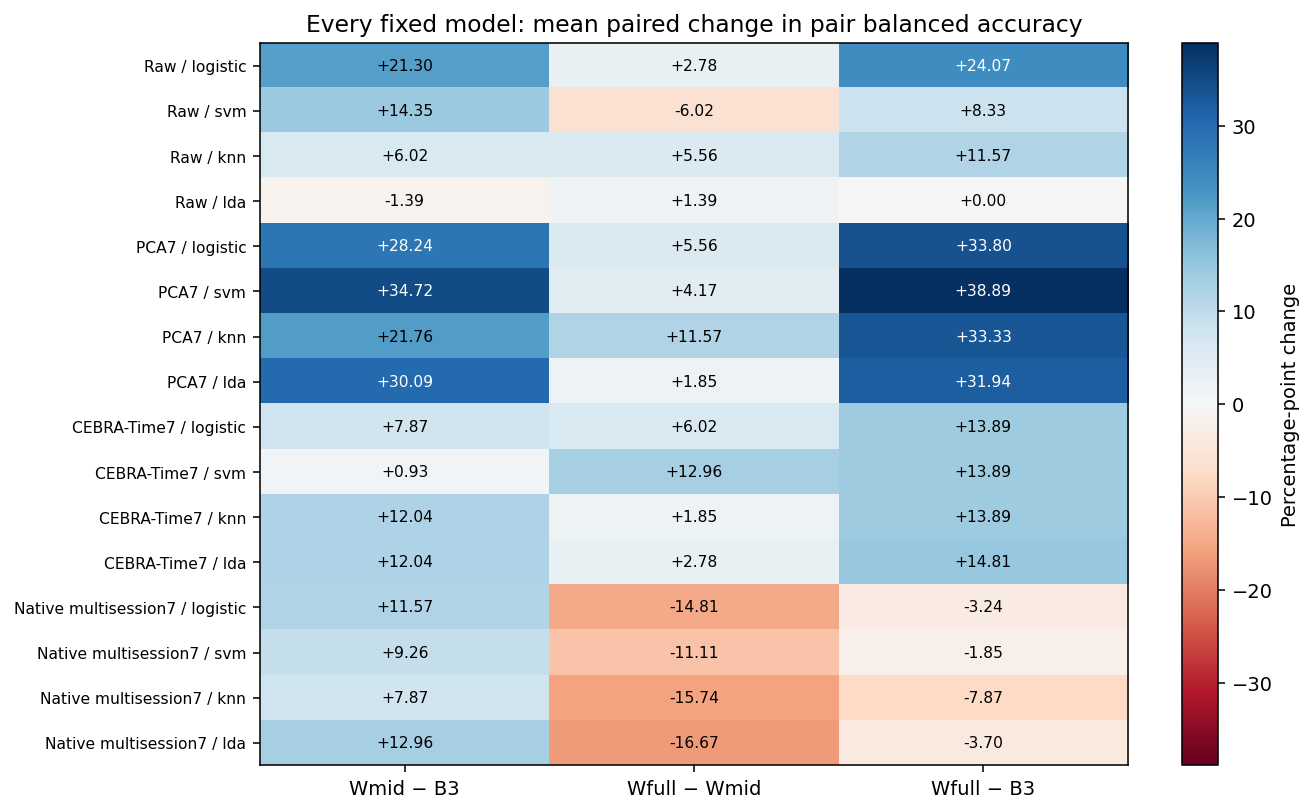 Every fixed model: mean paired change in pair balanced accuracy
Raw / logistic +21.30 +2.78 +24.07
Raw / svm +14.35 -6.02 +8.33
Raw / knn +6.02 +5.56 +11.57
Raw / lda -1.39 +1.39 +0.00
PCA7 / logistic +28.24 +5.56 +33.80
PCA7 / svm +34.72 +4.17 +38.89
PCA7 / knn +21.76 +11.57 +33.33
PCA7 / lda +30.09 +1.85 +31.94
CEBRA-Time7 / logistic +7.87 +6.02 +13.89
CEBRA-Time7 / svm +0.93 +12.96 +13.89
CEBRA-Time7 / knn +12.04 +1.85 +13.89
CEBRA-Time7 / lda +12.04 +2.78 +14.81
Native multisession7 / logistic +11.57 -14.81 -3.24
Native multisession7 / svm +9.26 -11.11 -1.85
Native multisession7 / knn +7.87 -15.74 -7.87
Native multisession7 / lda +12.96 -16.67 -3.70
Wmid − B3 Wfull − Wmid Wfull − B3
30
20
10
0
−10
−20
−30
Percentage-point change